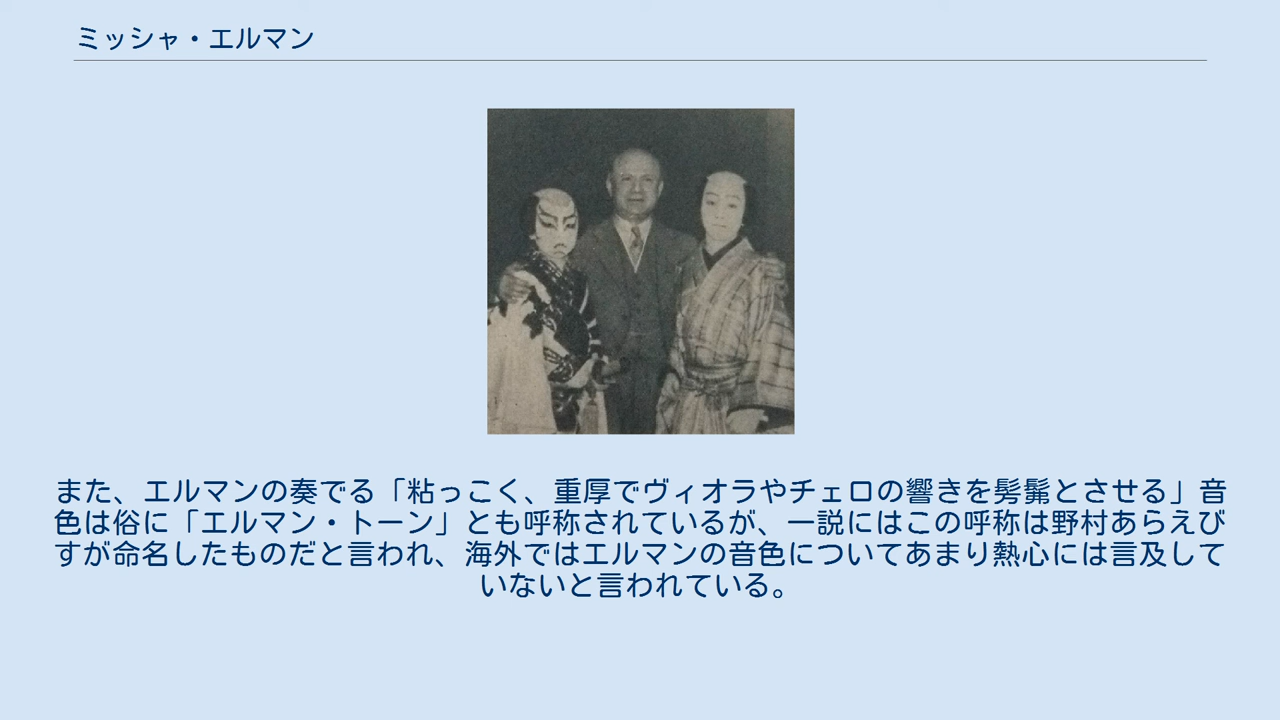 ミッシャ・エルマン
また、エルマンの奏でる「粘っこく、重厚でヴィオラやチェロの響きを髣髴とさせる」音
色は俗に「エルマン・トーン」とも呼称されているが、一説にはこの呼称は野村あらえび
すが命名したものだと言われ、海外ではエルマンの音色についてあまり熱心には言及して
いないと言われている。